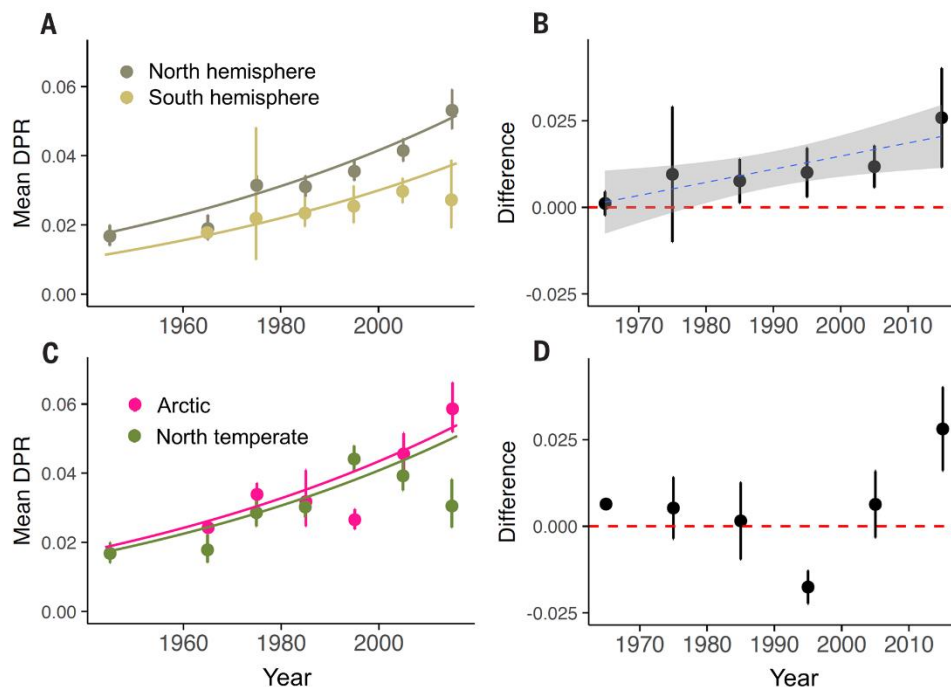 A
North hemisphere
South hemisphere
Mean DPR
0.06
0.04
0.02
0.00
1960
1980
2000
B
Difference
0.025
0.000
-0.025
1970
1980
1990
2000
2010
C
Arctic
North temperate
Mean DPR
0.06
0.04
0.02
0.00
1960
1980
2000
Year
D
Difference
0.025
0.000
-0.025
1970
1980
1990
2000
2010
Year